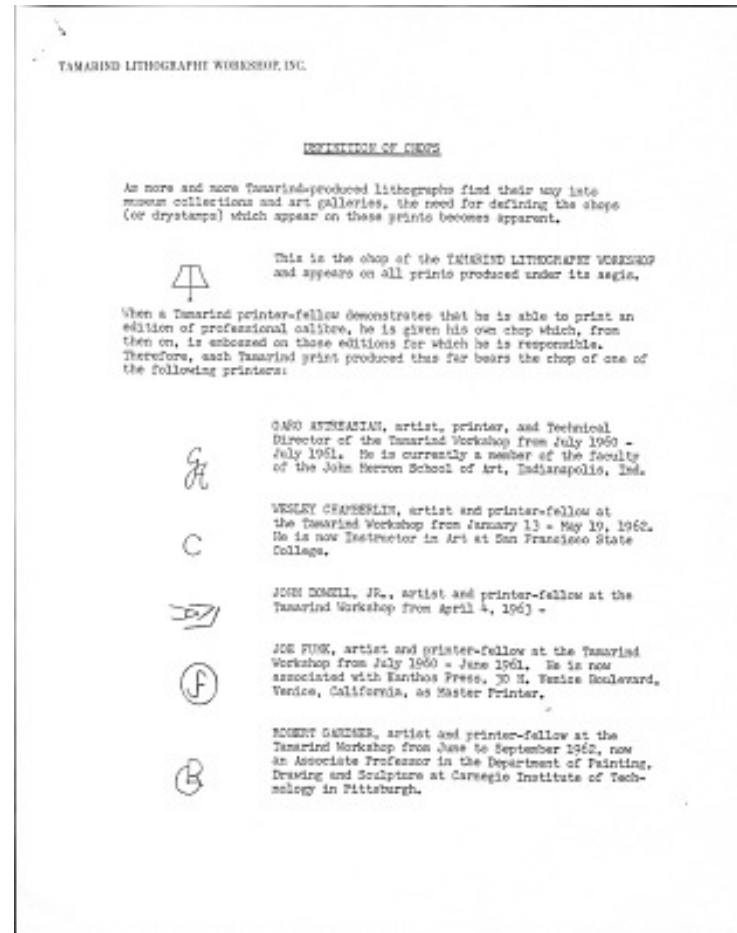 TAMARIND LITHOGRAPHY WORKSHOP, INC.
DEFINITION OF CHOPS
As more and more Tamarind-produced lithographs find their way into
museum collections and art galleries, the need for defining the chops
(or drystamps) which appear on these prints becomes apparent.
This is the chop of the TAMARIND LITHOGRAPHY WORKSHOP
and appears on all prints produced under its aegis.
When a Tamarind printer-fellow demonstrates that he is able to print an
edition of professional calibre, he is given his own chop which, from
then on, is embossed on those editions for which he is responsible.
Therefore, each Tamarind print produced thus far bears the chop of one of
the following printers:
GARO ANTREASIAN, artist, printer, and Technical
Director of the Tamarind Workshop from July 1960 -
July 1961. He is currently a member of the faculty
of the John Herron School of Art, Indianapolis, Ind.
C
WESLEY CHAMBERLIN, artist and printer-fellow at
the Tamarind Workshop from January 13 - May 19, 1962.
He is now Instructor in Art at San Francisco State
College.
JOHN DOWELL, JR., artist and printer-fellow at the
Tamarind Workshop from April 4, 1963 -
JOE FUNK, artist and printer-fellow at the Tamarind
Workshop from July 1960 - June 1961. He is now
associated with Kanthos Press, 30 N. Venice Boulevard,
Venice, California, as Master Printer.
ROBERT GARDNER, artist and printer-fellow at the
Tamarind Workshop from June to September 1962, now
an Associate Professor in the Department of Painting,
Drawing and Sculpture at Carnegie Institute of Tech-
nology in Pittsburgh.